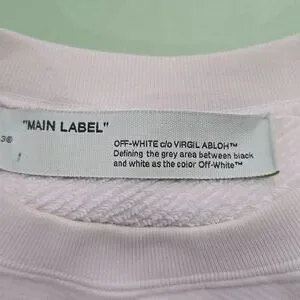 "MAIN LABEL"
OFF-WHITE c/o VIRGIL ABLOH™
Defining the grey area between black
and white as the color Off-White™
3®